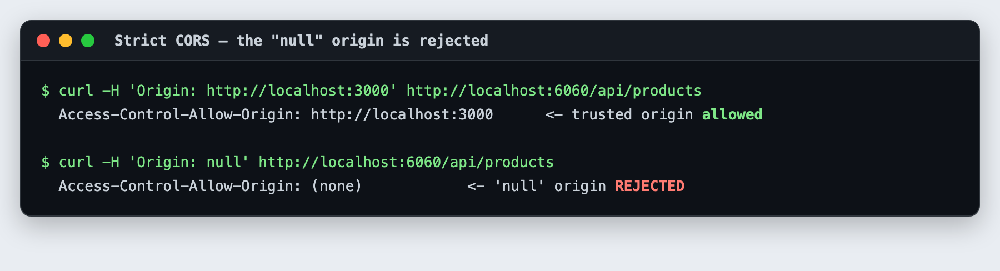 Strict CORS — the "null" origin is rejected
$ curl -H 'Origin: http://localhost:3000' http://localhost:6060/api/products
Access-Control-Allow-Origin: http://localhost:3000      <- trusted origin allowed
$ curl -H 'Origin: null' http://localhost:6060/api/products
Access-Control-Allow-Origin: (none)            <- 'null' origin REJECTED